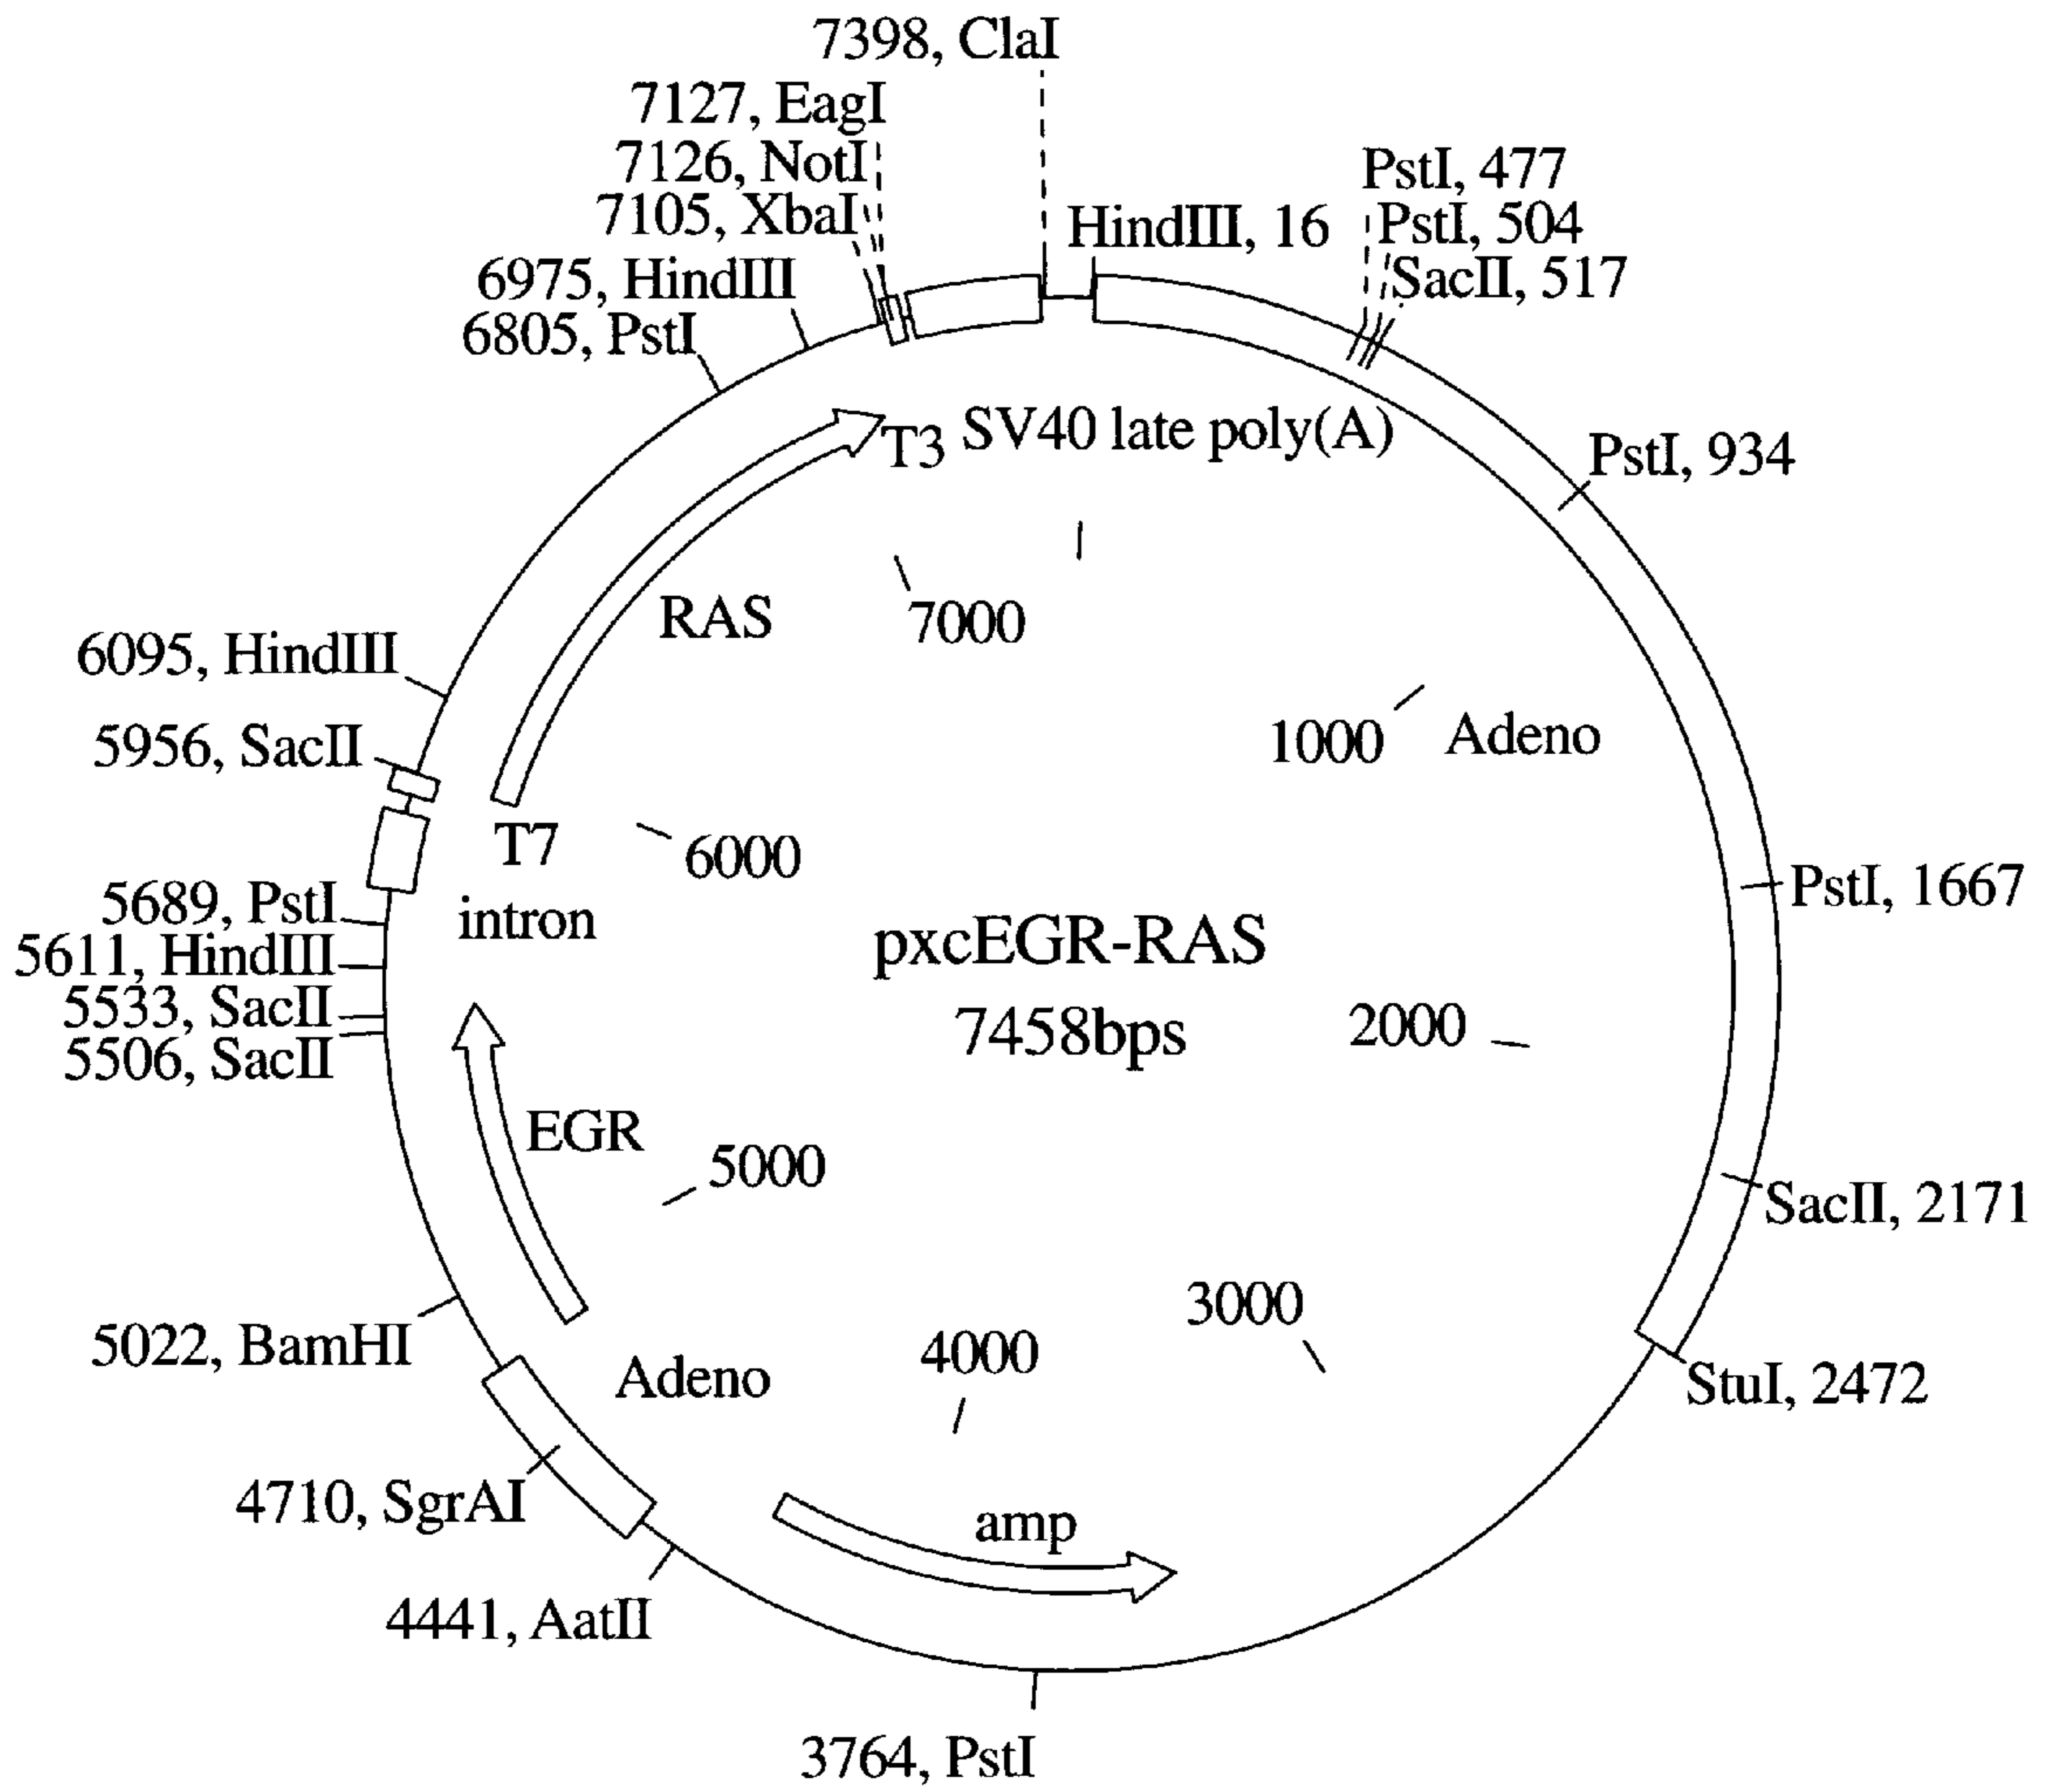 7398, ClaI
7127, EagI
7126, NotI
7105, XbaI
6975, HindIII
6805, PstI
HindIII, 16
PstI, 477
PstI, 504
SacII, 517
T3
SV40 late poly(A)
PstI, 934
RAS
7000
6095, HindIII
5956, SacII
1000
Adeno
T7
6000
intron
PstI, 1667
5689, PstI
5611, HindIII
5533, SacII
5506, SacII
pxcEGR-RAS
7458bps
2000
EGR
5000
SacII, 2171
5022, BamHI
Adeno
4000
3000
StuI, 2472
4710, SgrAI
amp
4441, AatII
3764, PstI